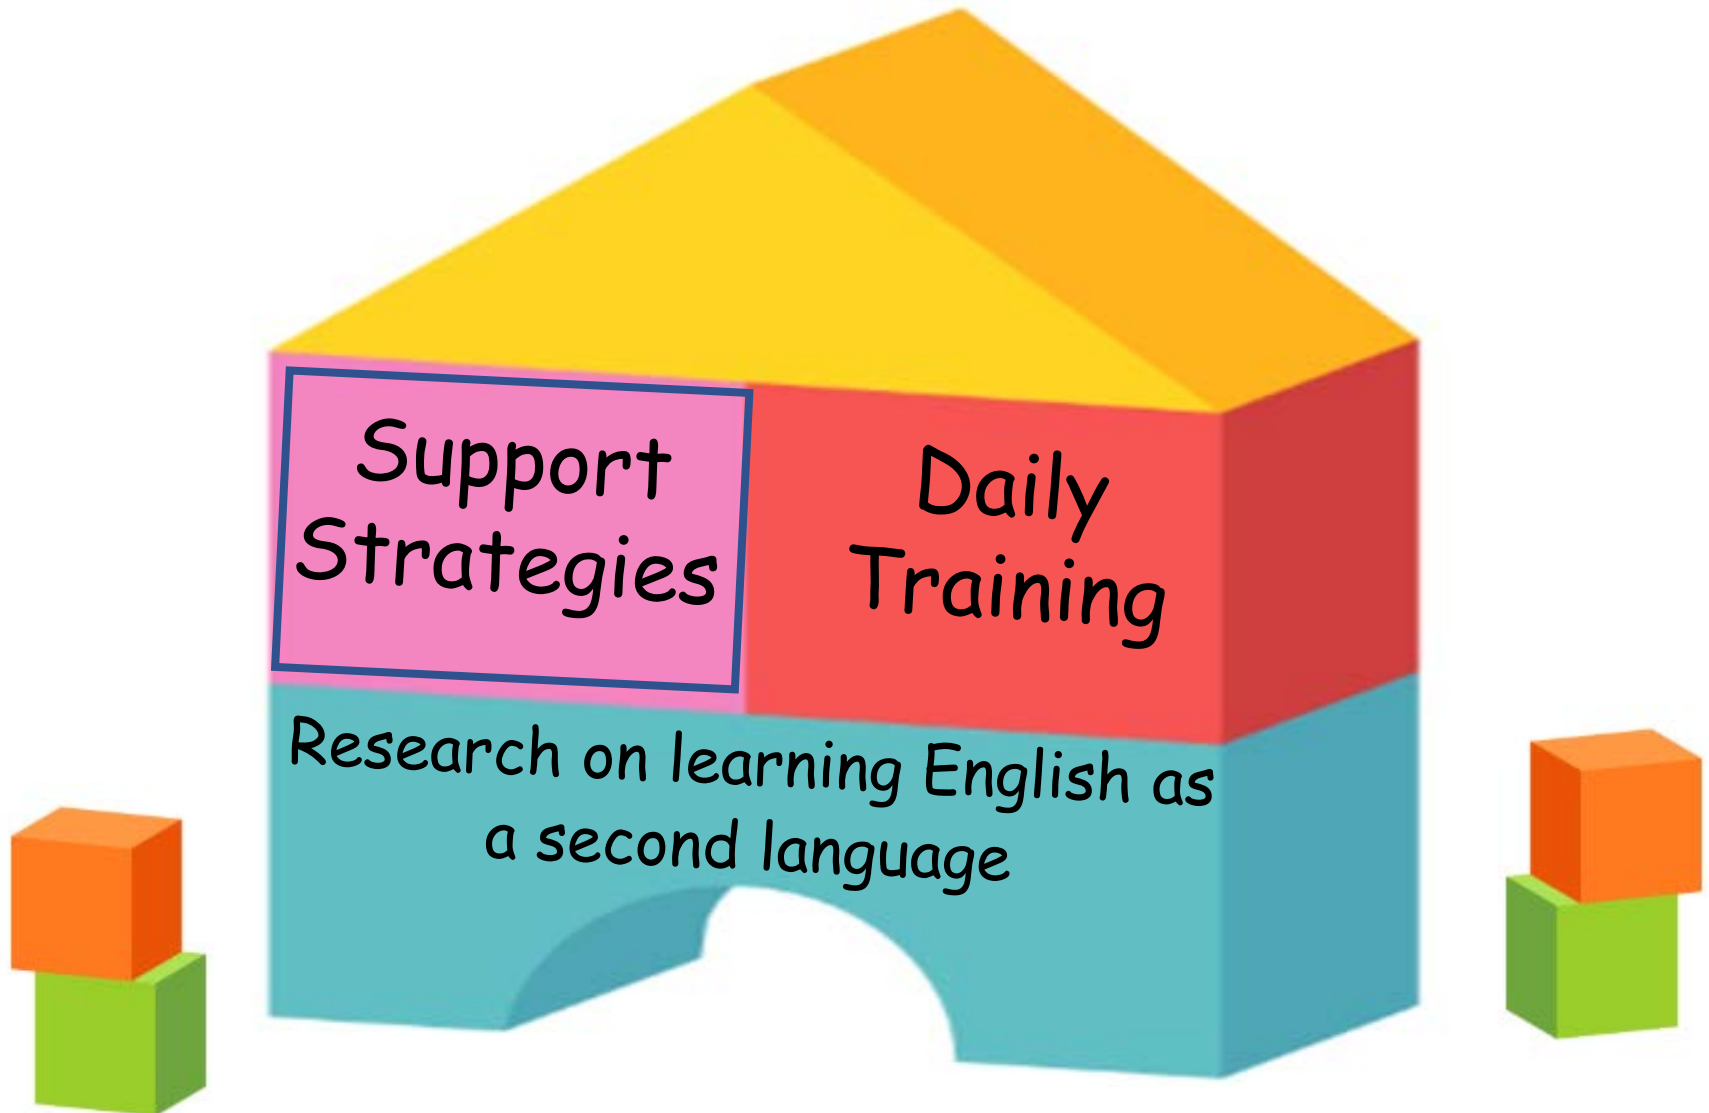 Support
Strategies
Daily
Training
Research on learning English as
a second language